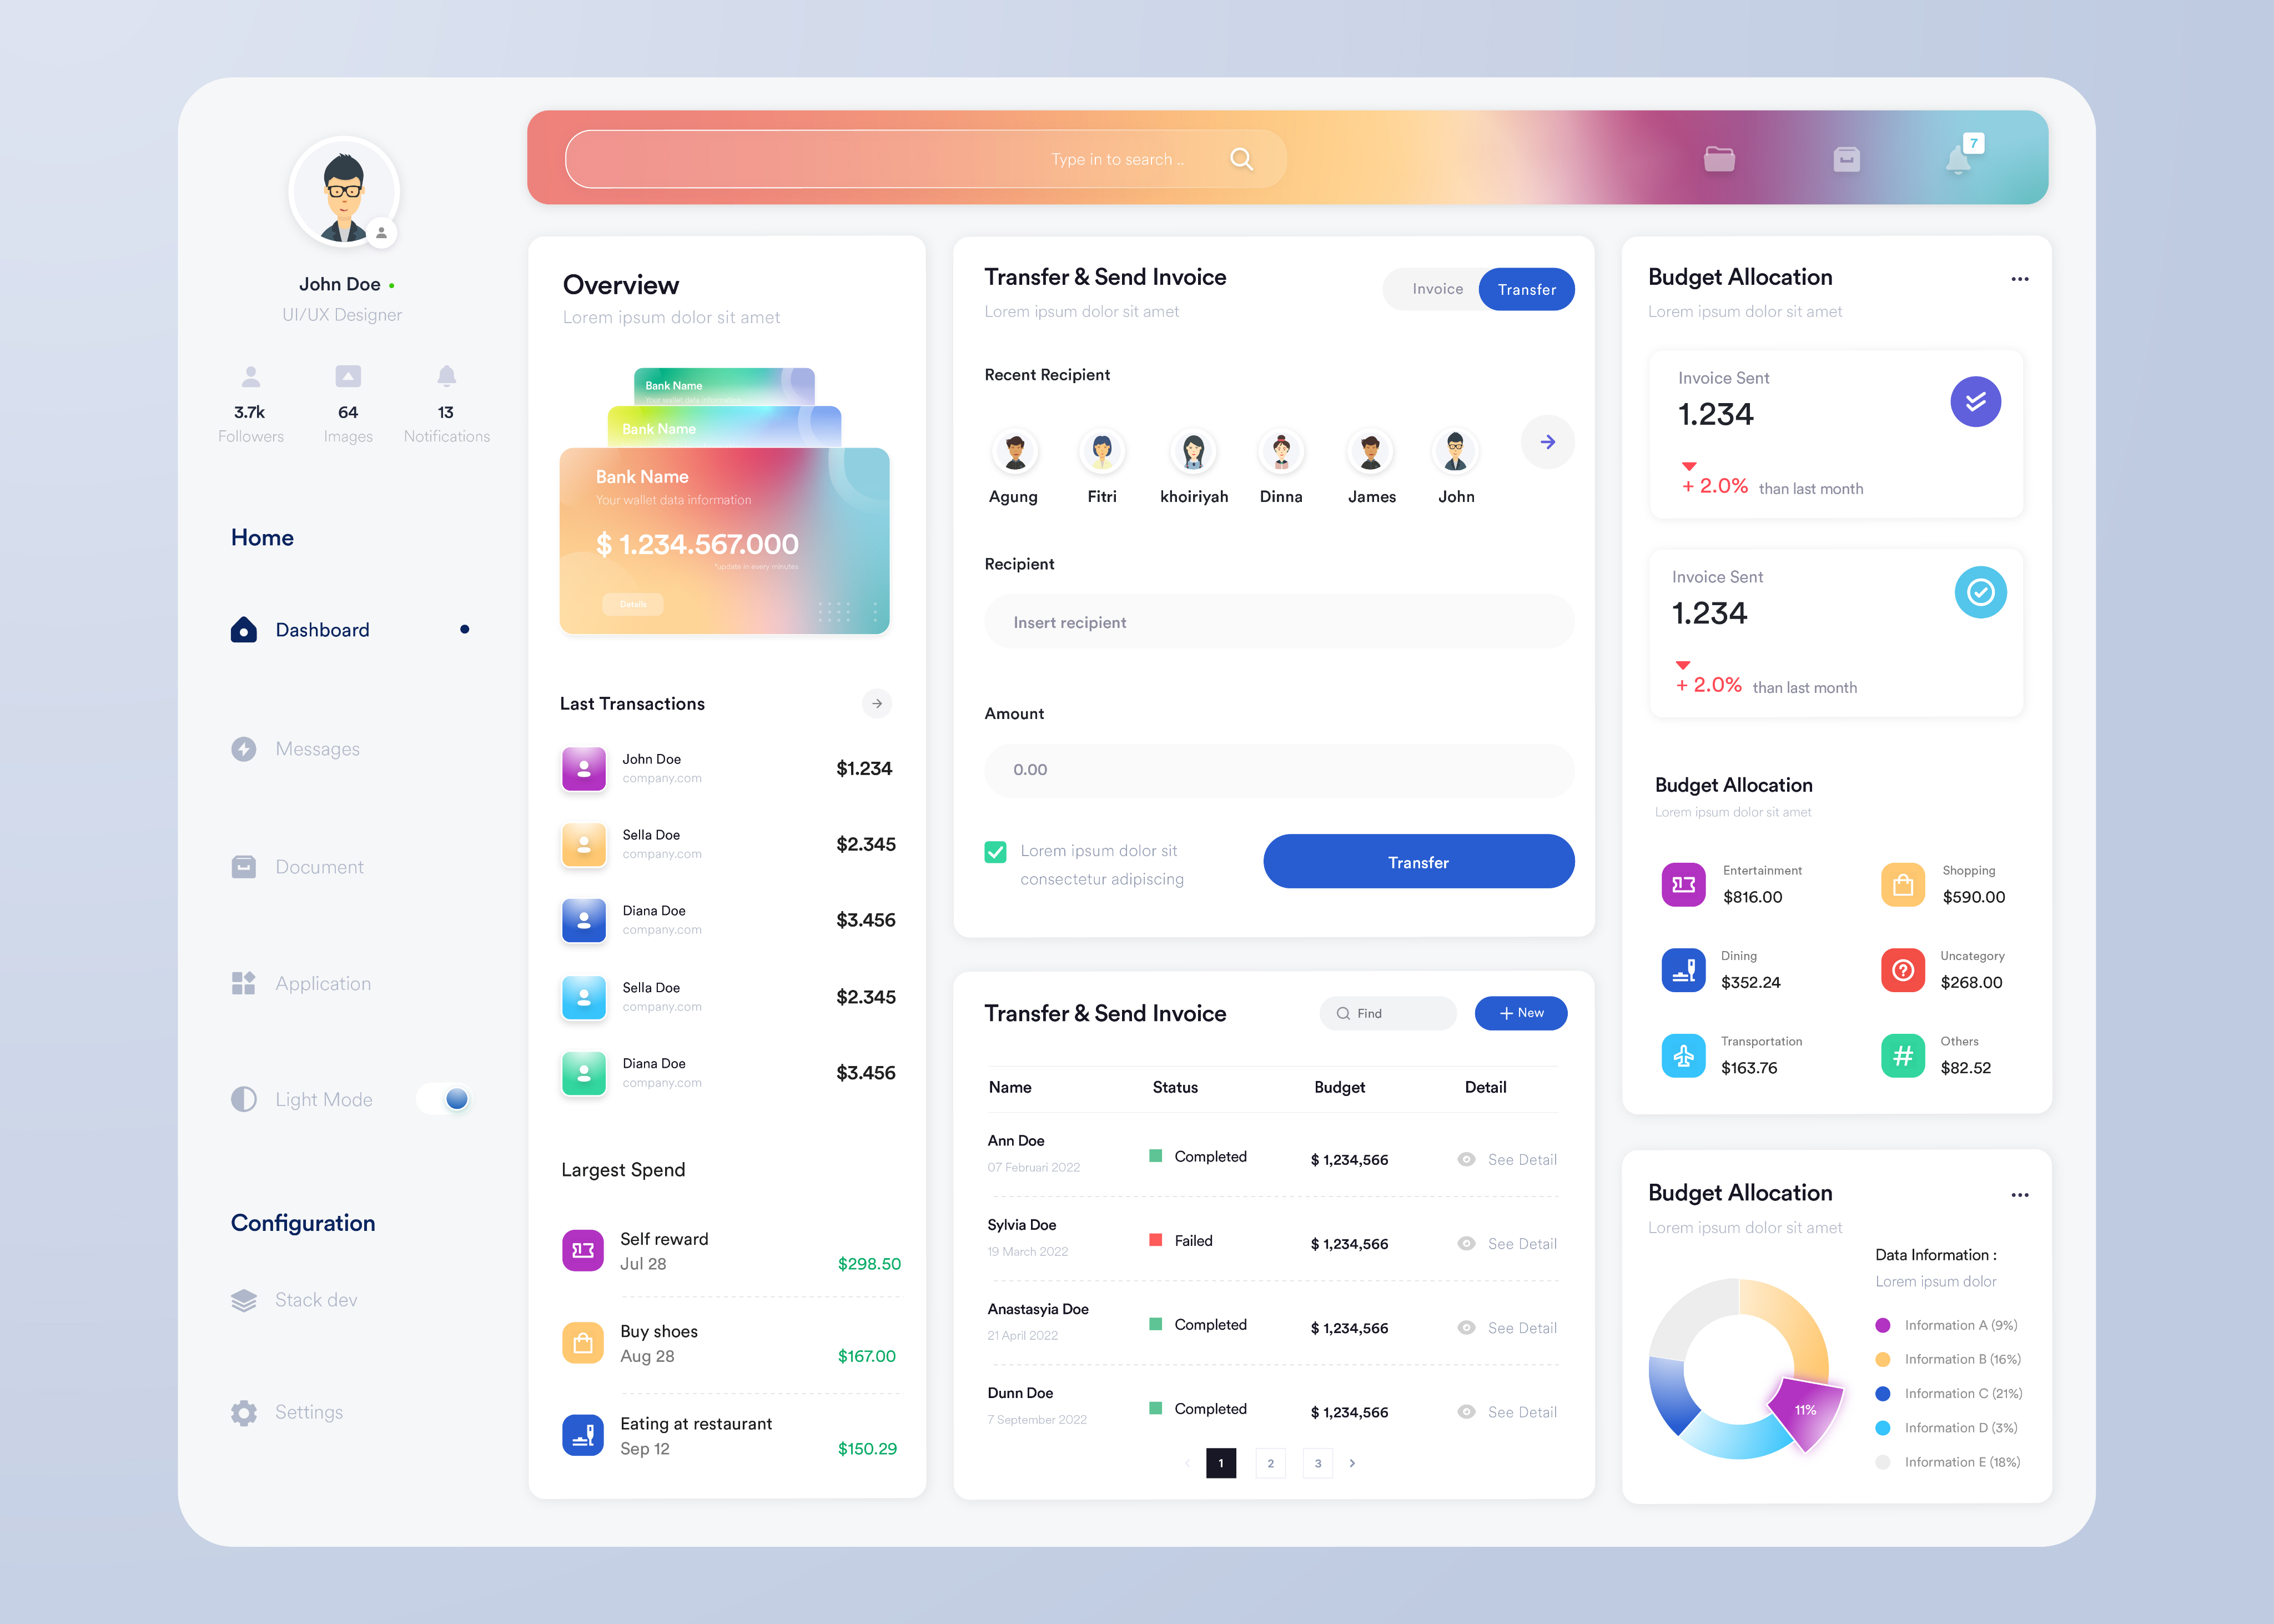 John Doe
UI/UX Designer
3.7k
Followers
64
Images
13
Notifications
Home
Dashboard
Messages
Document
Application
Light Mode
Configuration
Stack dev
Settings
Type in to search ..
7
Overview
Lorem ipsum dolor sit amet
Bank Name
Your wallet data information
Bank Name
Bank Name
Your wallet data information
$ 1.234.567.000
*update in every minutes
Details
Last Transactions
John Doe
company.com
$1.234
Sella Doe
company.com
$2.345
Diana Doe
company.com
$3.456
Sella Doe
company.com
$2.345
Diana Doe
company.com
$3.456
Largest Spend
Self reward
Jul 28
$298.50
Buy shoes
Aug 28
$167.00
Eating at restaurant
Sep 12
$150.29
Transfer & Send Invoice
Lorem ipsum dolor sit amet
Invoice
Transfer
Recent Recipient
Agung
Fitri
khoiriyah
Dinna
James
John
Recipient
Insert recipient
Amount
0.00
Lorem ipsum dolor sit
consectetur adipiscing
Transfer
Transfer & Send Invoice
Find
+ New
Name Status Budget Detail
Ann Doe
07 Februari 2022
Completed
$ 1,234,566
See Detail
Sylvia Doe
19 March 2022
Failed
$ 1,234,566
See Detail
Anastasyia Doe
21 April 2022
Completed
$ 1,234,566
See Detail
Dunn Doe
7 September 2022
Completed
$ 1,234,566
See Detail
‹ 1 2 3 ›
Budget Allocation
Lorem ipsum dolor sit amet
Invoice Sent
1.234
+ 2.0% than last month
Invoice Sent
1.234
+ 2.0% than last month
Budget Allocation
Lorem ipsum dolor sit amet
Entertainment
$816.00
Shopping
$590.00
Dining
$352.24
Uncategory
$268.00
Transportation
$163.76
#
Others
$82.52
Budget Allocation
Lorem ipsum dolor sit amet
Data Information :
Lorem ipsum dolor
Information A (9%)
Information B (16%)
Information C (21%)
Information D (3%)
Information E (18%)
11%